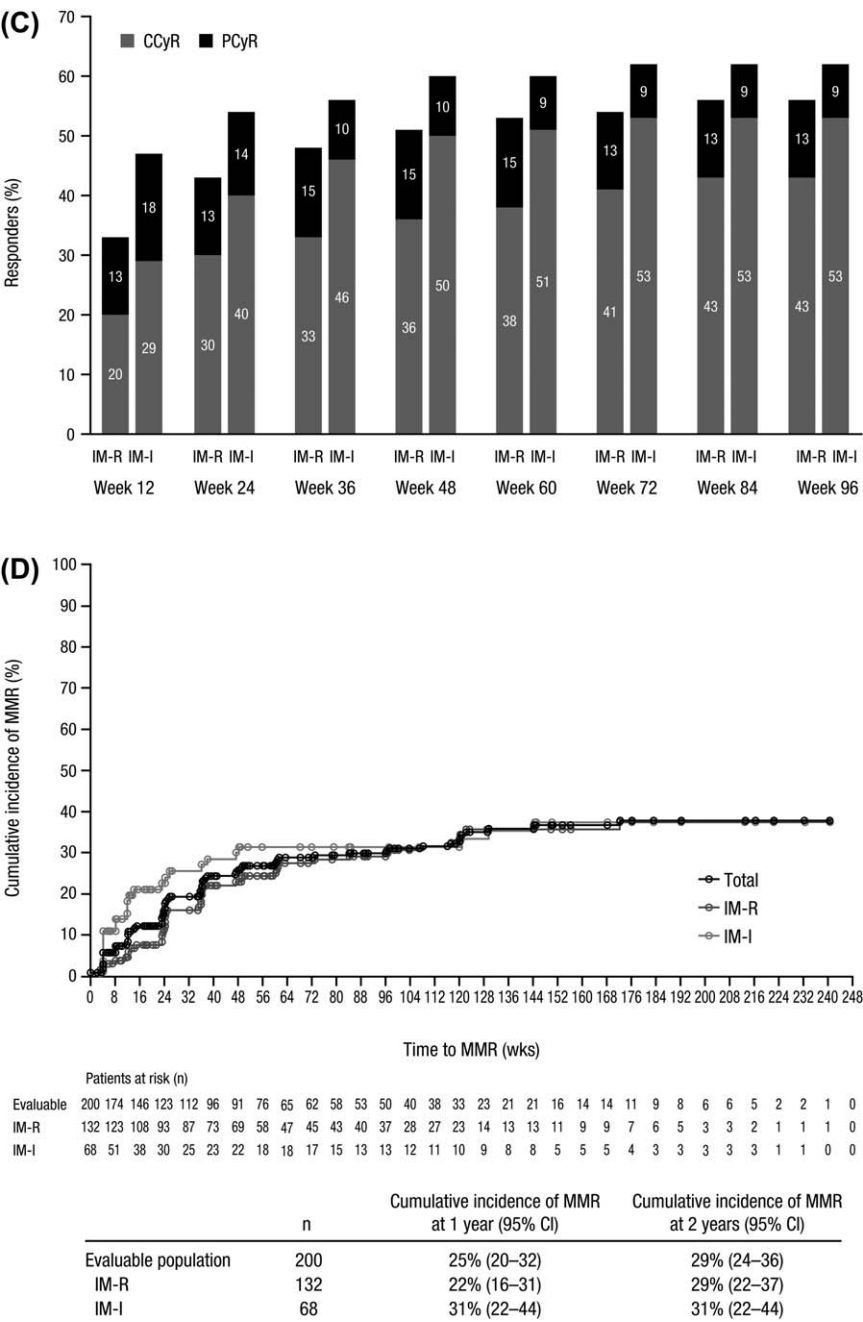 (C)
CCyR PCyR
Responders (%)
70
60
50
40
30
20
10
0
13 18 13 14 15 10 15 10 15 9 13 9 13 9 13 9
20 29 30 40 33 46 36 50 38 51 41 53 43 53 43 53
IM-R IM-I IM-R IM-I IM-R IM-I IM-R IM-I IM-R IM-I IM-R IM-I IM-R IM-I IM-R IM-I
Week 12 Week 24 Week 36 Week 48 Week 60 Week 72 Week 84 Week 96
(D)
Cumulative incidence of MMR (%)
100
90
80
70
60
50
40
30
20
10
0
Total
IM-R
IM-I
0 8 16 24 32 40 48 56 64 72 80 88 96 104 112 120 128 136 144 152 160 168 176 184 192 200 208 216 224 232 240 248
Time to MMR (wks)
Patients at risk (n)
Evaluable 200 174 146 123 112 96 91 76 65 62 58 53 50 40 38 33 23 21 21 16 14 14 11 9 8 6 6 5 2 2 1 0
IM-R 132 123 108 93 87 73 69 58 47 45 43 40 37 28 27 23 14 13 13 11 9 9 7 6 5 3 3 2 1 1 1 0
IM-I 68 51 38 30 25 23 22 18 18 17 15 13 13 12 11 10 9 8 8 5 5 5 4 3 3 3 3 3 1 1 0 0
Cumulative incidence of MMR Cumulative incidence of MMR
n at 1 year (95% CI) at 2 years (95% CI)
Evaluable population 200 25% (20–32) 29% (24–36)
IM-R 132 22% (16–31) 29% (22–37)
IM-I 68 31% (22–44) 31% (22–44)